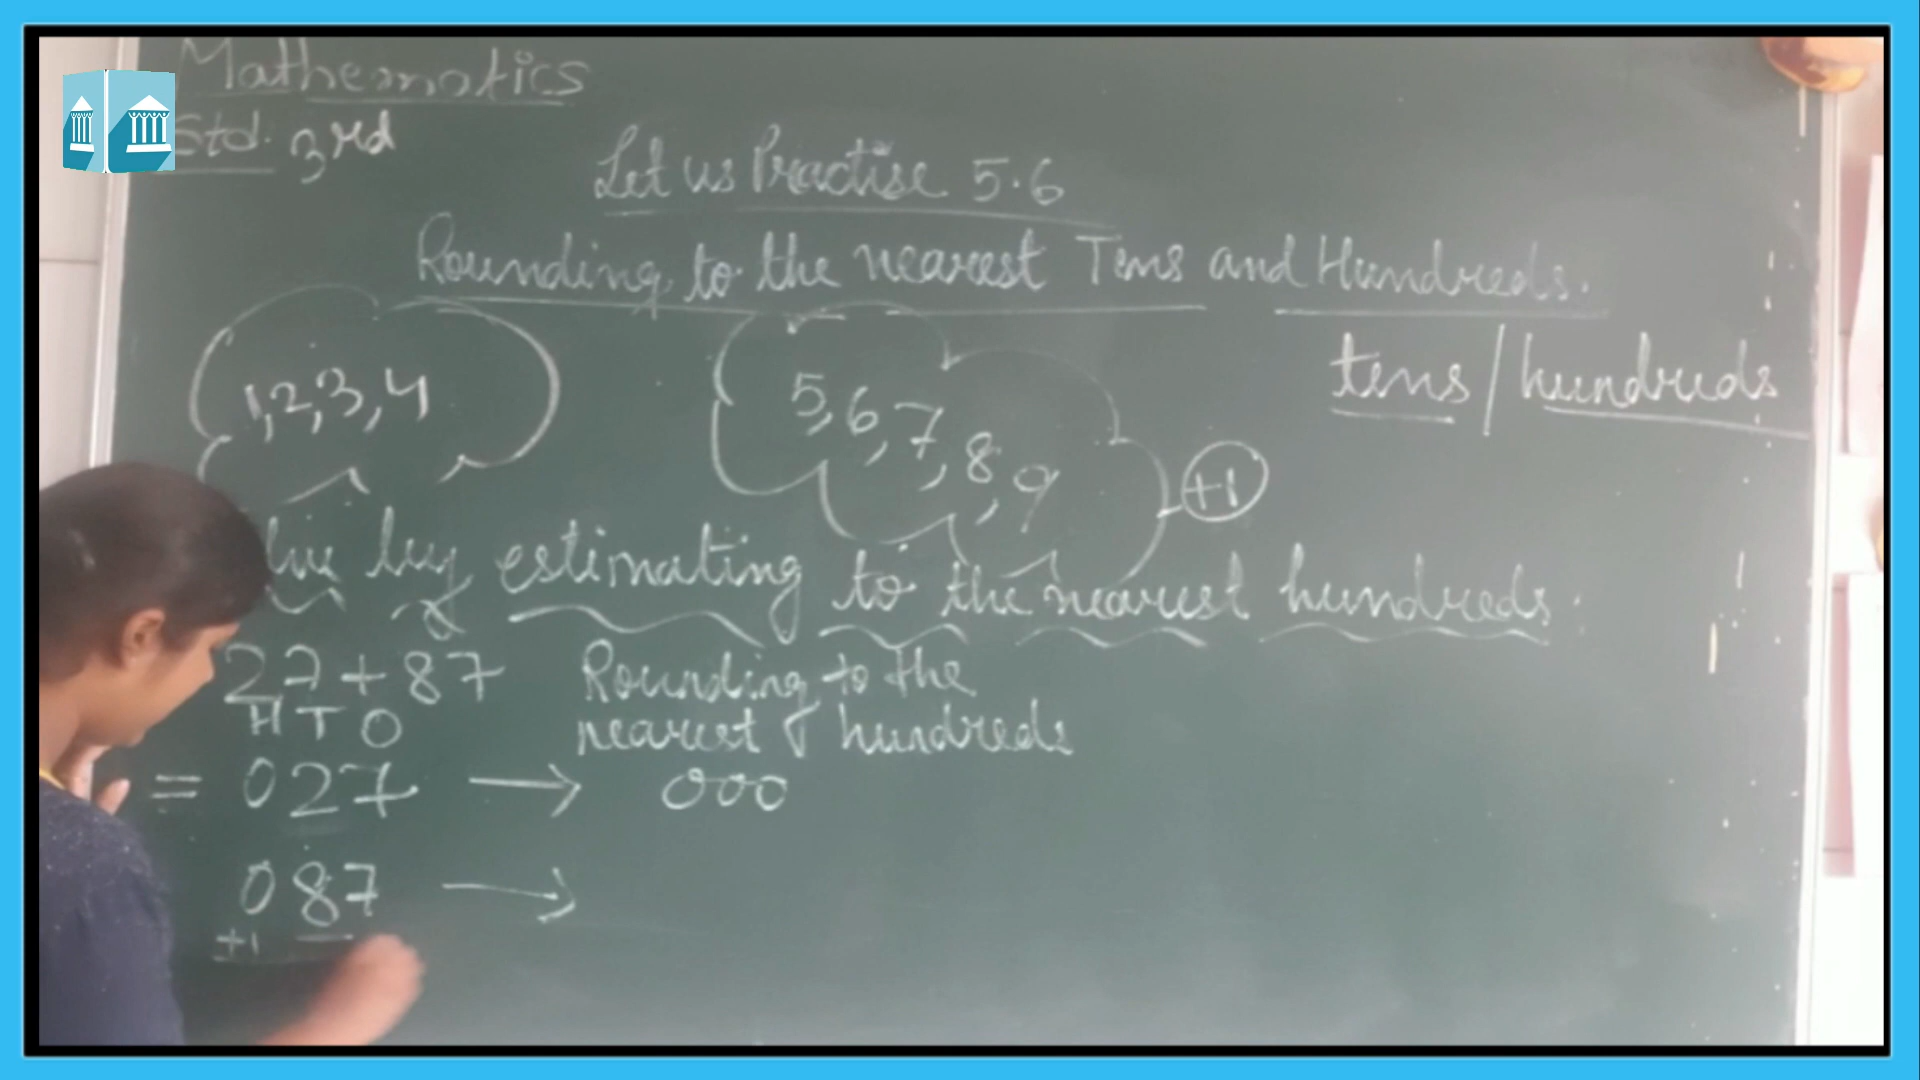 Mathematics
Std. 3rd
Let us Practise 5.6
Rounding to the nearest Tens and Hundreds.
tens/hundreds
1,2,3,4
5,6,7,8,9
+1
by estimating to the nearest hundreds.
27+87 Rounding to the
HTO nearest hundreds
= 027 → 000
087 →
+1